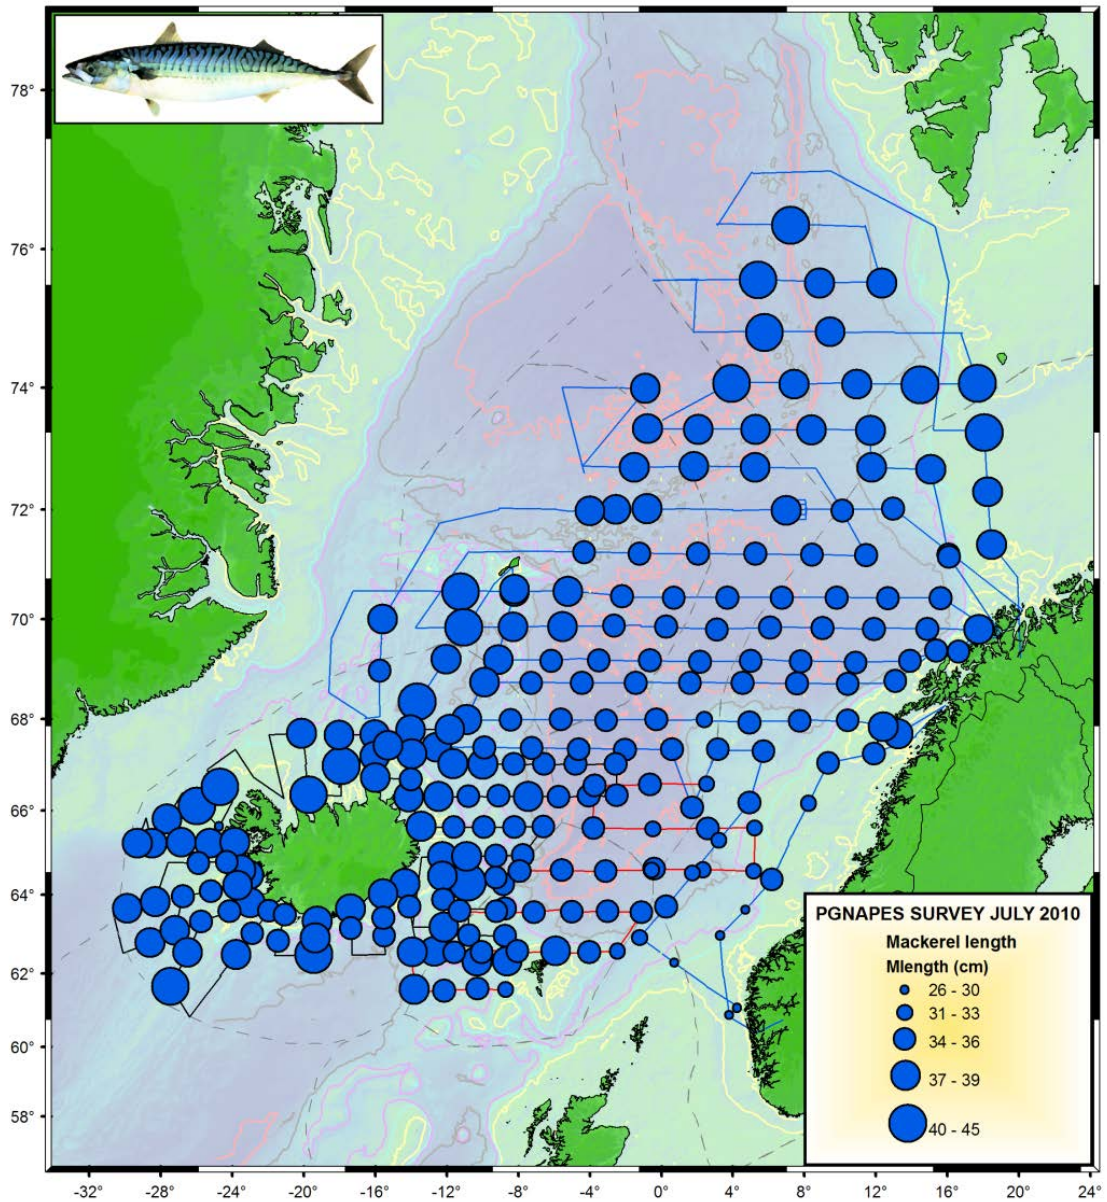 78°
76°
74°
72°
70°
68°
66°
64°
62°
60°
58°
PGNAPES SURVEY JULY 2010
Mackerel length
Mlength (cm)
26 - 30
31 - 33
34 - 36
37 - 39
40 - 45
-32° -28° -24° -20° -16° -12° -8° -4° 0° 4° 8° 12° 16° 20° 24°